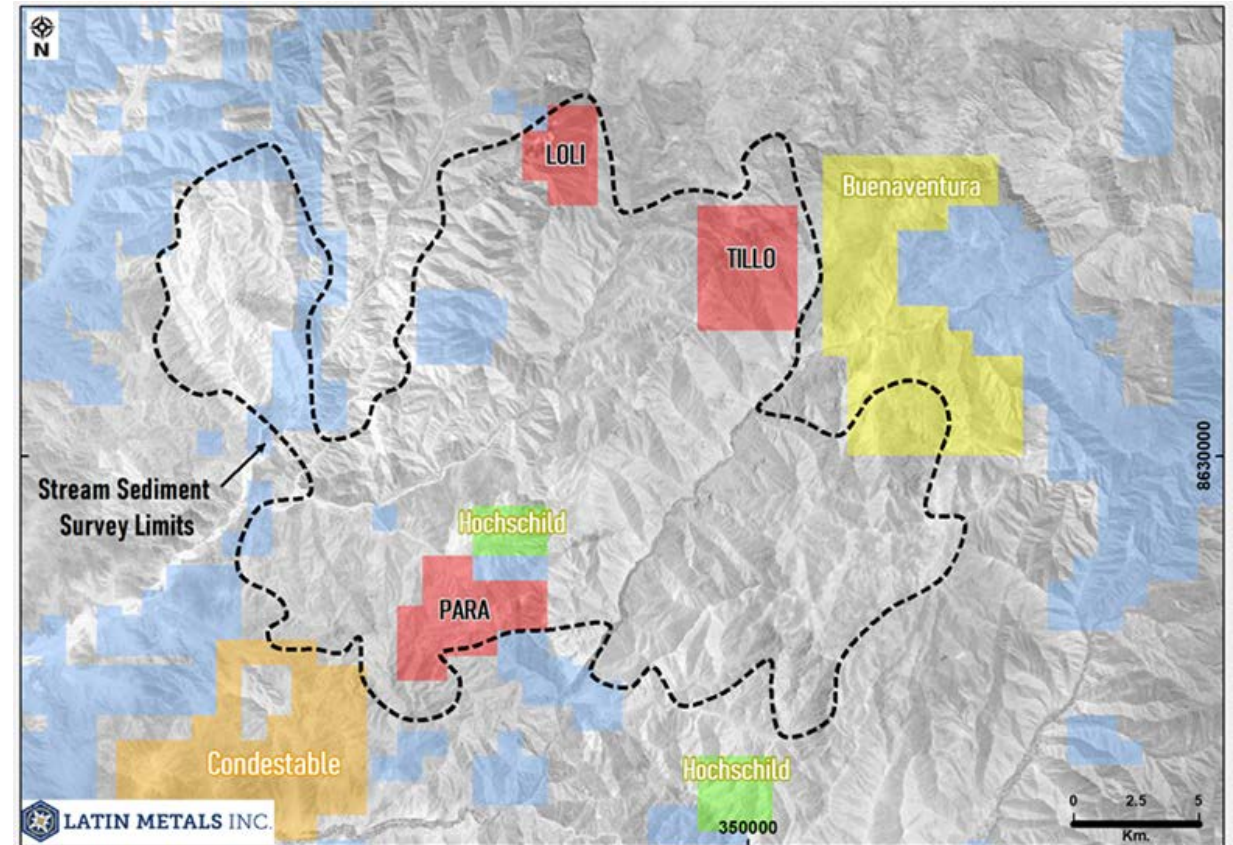 N
LOLI
Buenaventura
TILLO
8630000
Stream Sediment
Survey Limits
Hochschild
PARA
Condestable
Hochschild
350000
0 2.5 5
Km.
LATIN METALS INC.